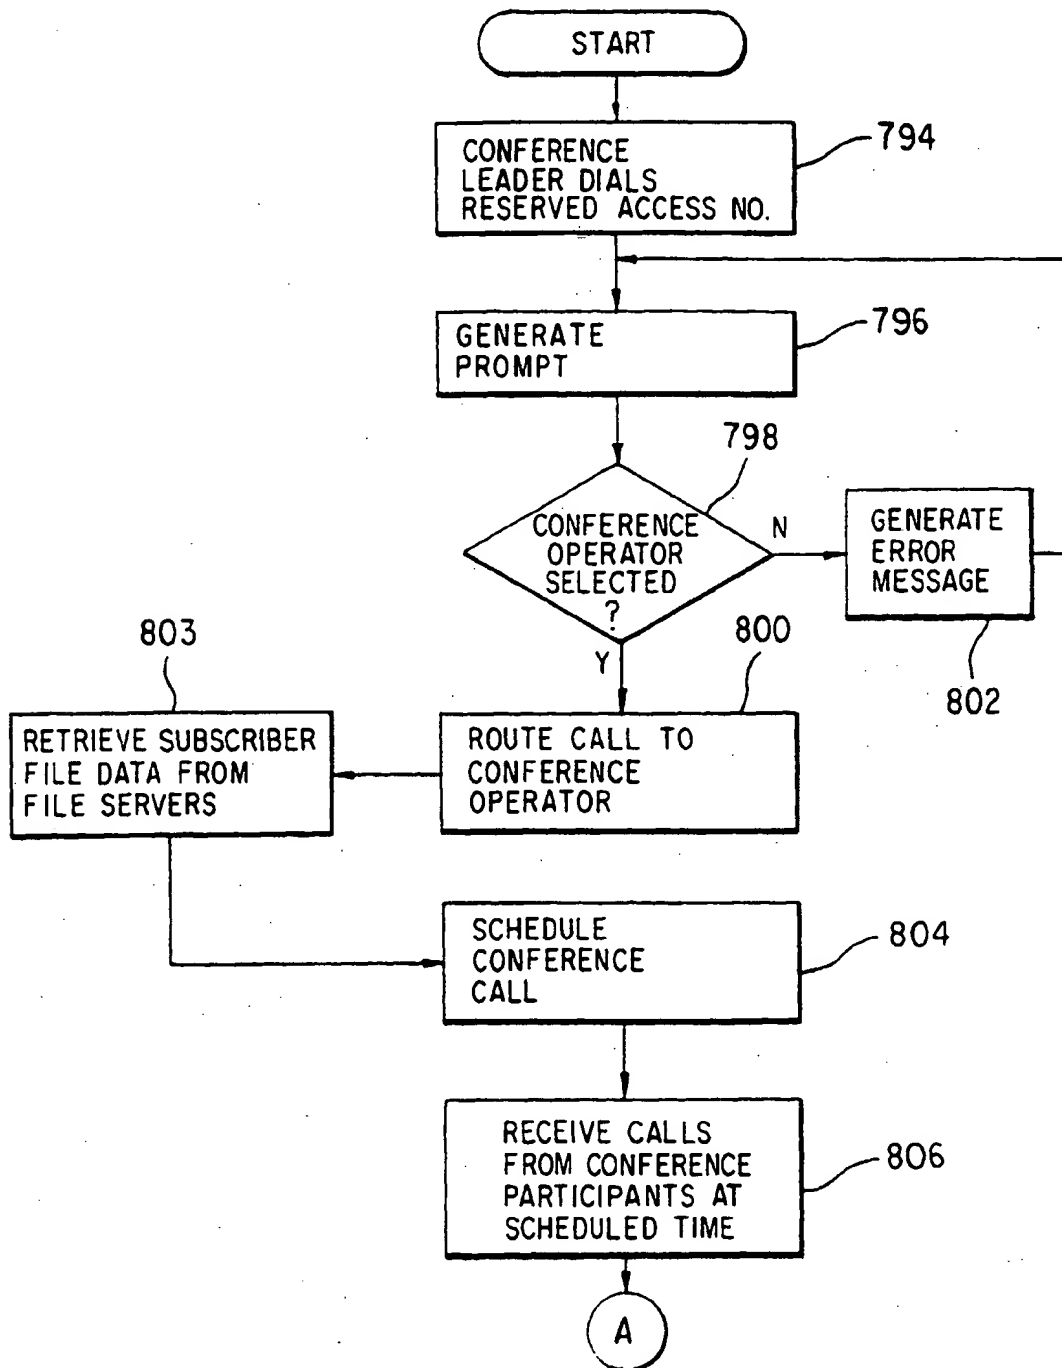 START
CONFERENCE
LEADER DIALS
RESERVED ACCESS NO.
794
GENERATE
PROMPT
796
798
CONFERENCE
OPERATOR
SELECTED
?
N
Y
GENERATE
ERROR
MESSAGE
802
800
ROUTE CALL TO
CONFERENCE
OPERATOR
803
RETRIEVE SUBSCRIBER
FILE DATA FROM
FILE SERVERS
SCHEDULE
CONFERENCE
CALL
804
RECEIVE CALLS
FROM CONFERENCE
PARTICIPANTS AT
SCHEDULED TIME
806
A